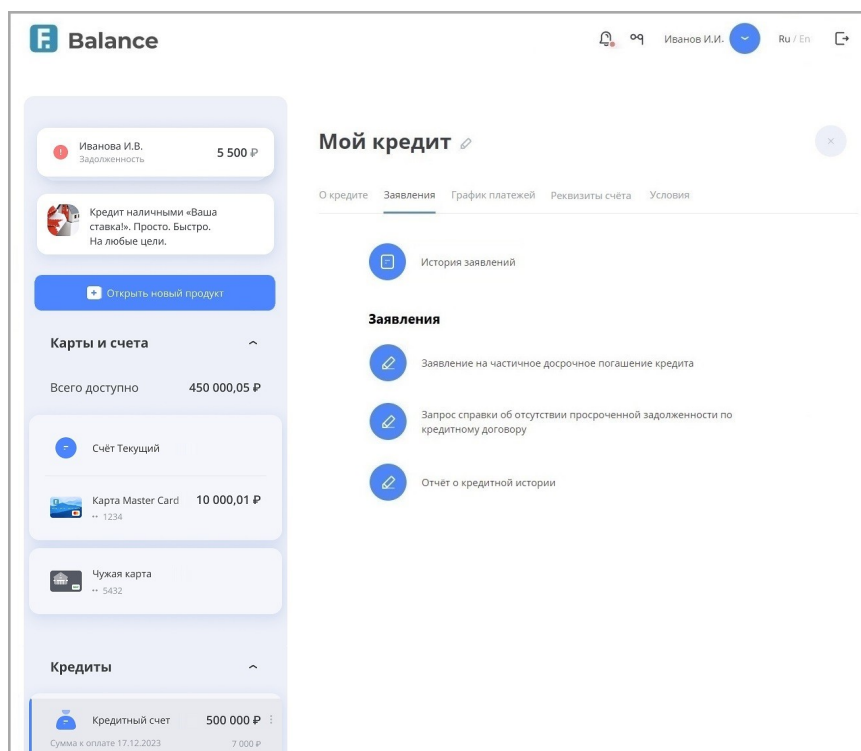 F. Balance
Иванов И.И.
Ru / En
Иванова И.В.
Задолженность
5 500 ₽
Кредит наличными «Ваша
ставка!». Просто. Быстро.
На любые цели.
Открыть новый продукт
Карты и счета
Всего доступно 450 000,05 ₽
Счёт Текущий
Карта Master Card 10 000,01 ₽
•• 1234
Чужая карта
•• 5432
Кредиты
Кредитный счет 500 000 ₽
Сумма к оплате 17.12.2023 7 000 ₽
Мой кредит
О кредите Заявления График платежей Реквизиты счёта Условия
История заявлений
Заявления
Заявление на частичное досрочное погашение кредита
Запрос справки об отсутствии просроченной задолженности по
кредитному договору
Отчёт о кредитной истории